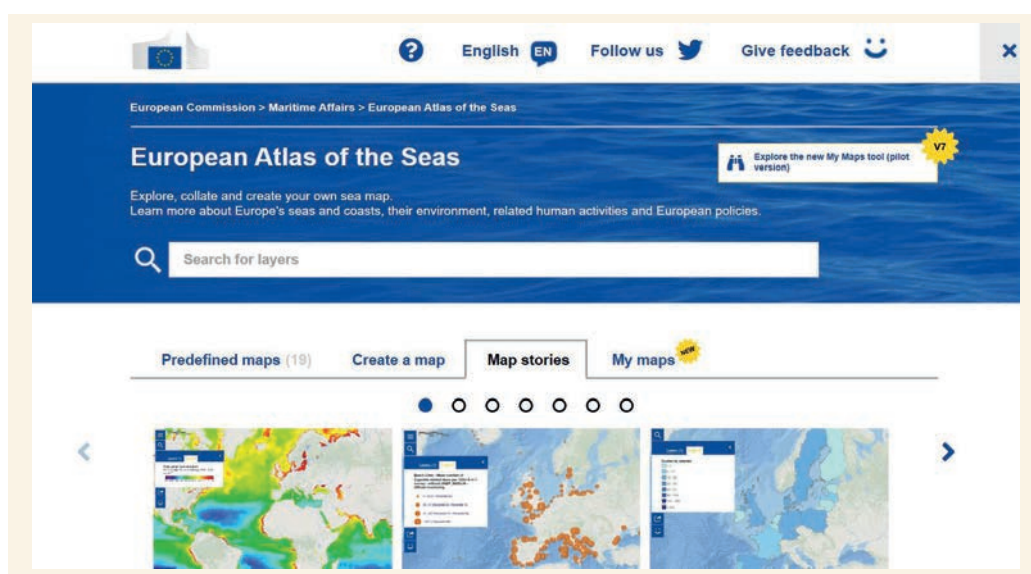 ?
English EN
Follow us
Give feedback
European Commission > Maritime Affairs > European Atlas of the Seas
European Atlas of the Seas
V7
Explore the new My Maps tool (pilot
version)
Explore, collate and create your own sea map.
Learn more about Europe's seas and coasts, their environment, related human activities and European policies.
Search for layers
Predefined maps (19)
Create a map
Map stories
My maps
NEW